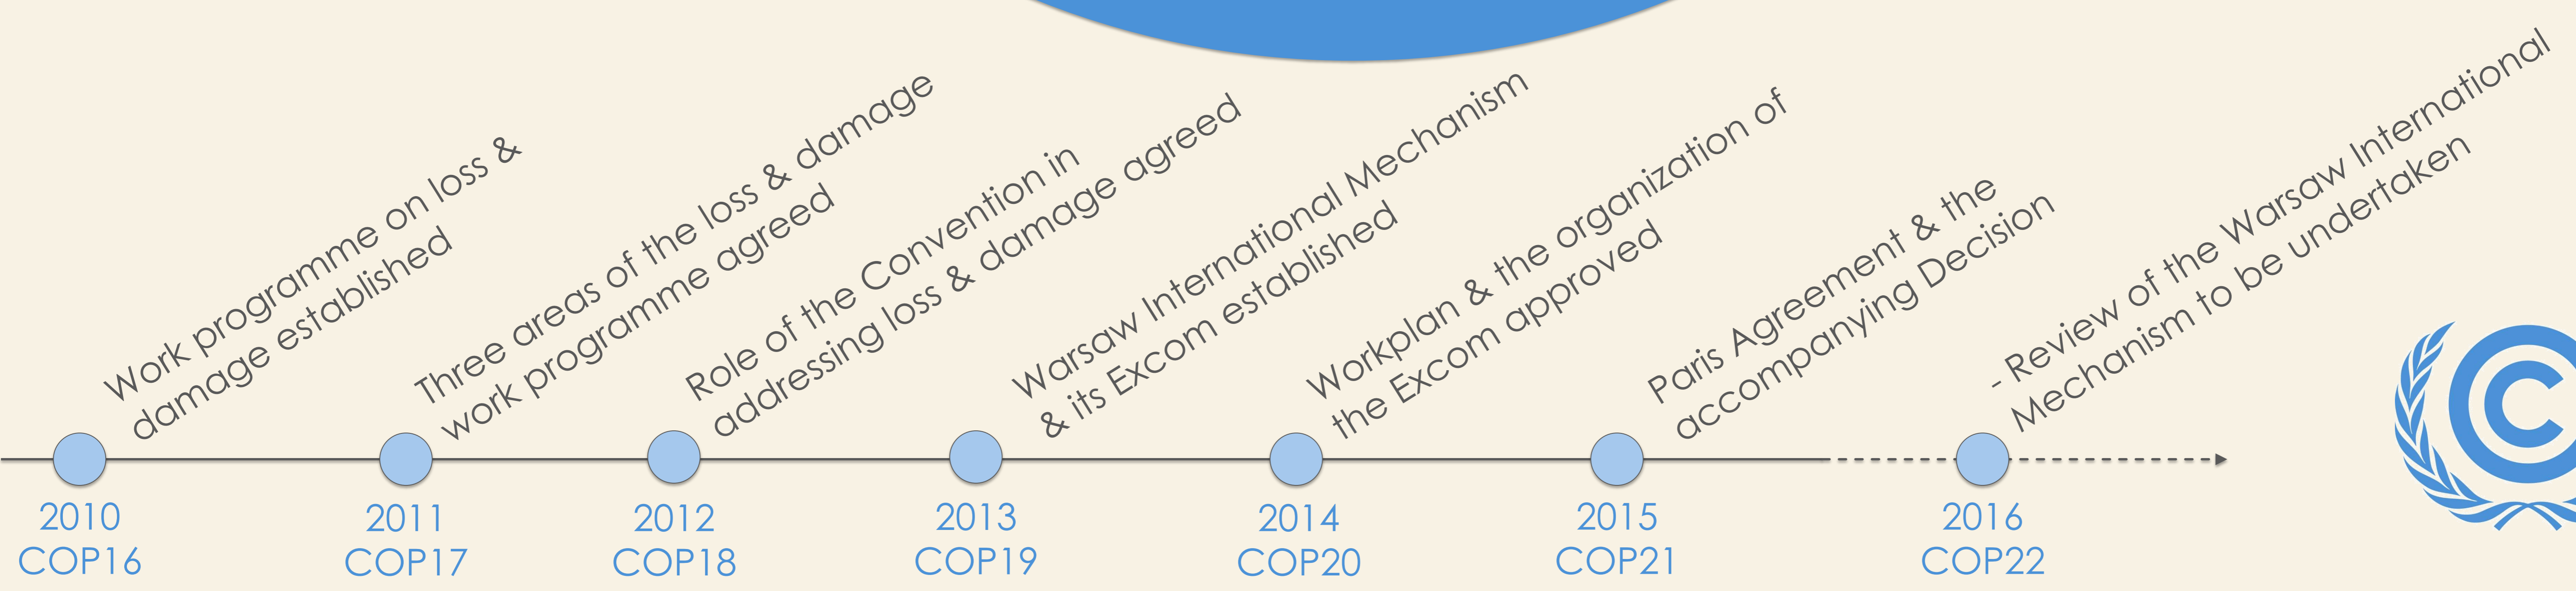 Work programme on loss &
damage established
Three areas of the loss & damage
work programme agreed
Role of the Convention in
addressing loss & damage agreed
Warsaw International Mechanism
& its Excom established
Workplan & the organization of
the Excom approved
Paris Agreement & the
accompanying Decision
- Review of the Warsaw International
Mechanism to be undertaken
2010
COP16
2011
COP17
2012
COP18
2013
COP19
2014
COP20
2015
COP21
2016
COP22